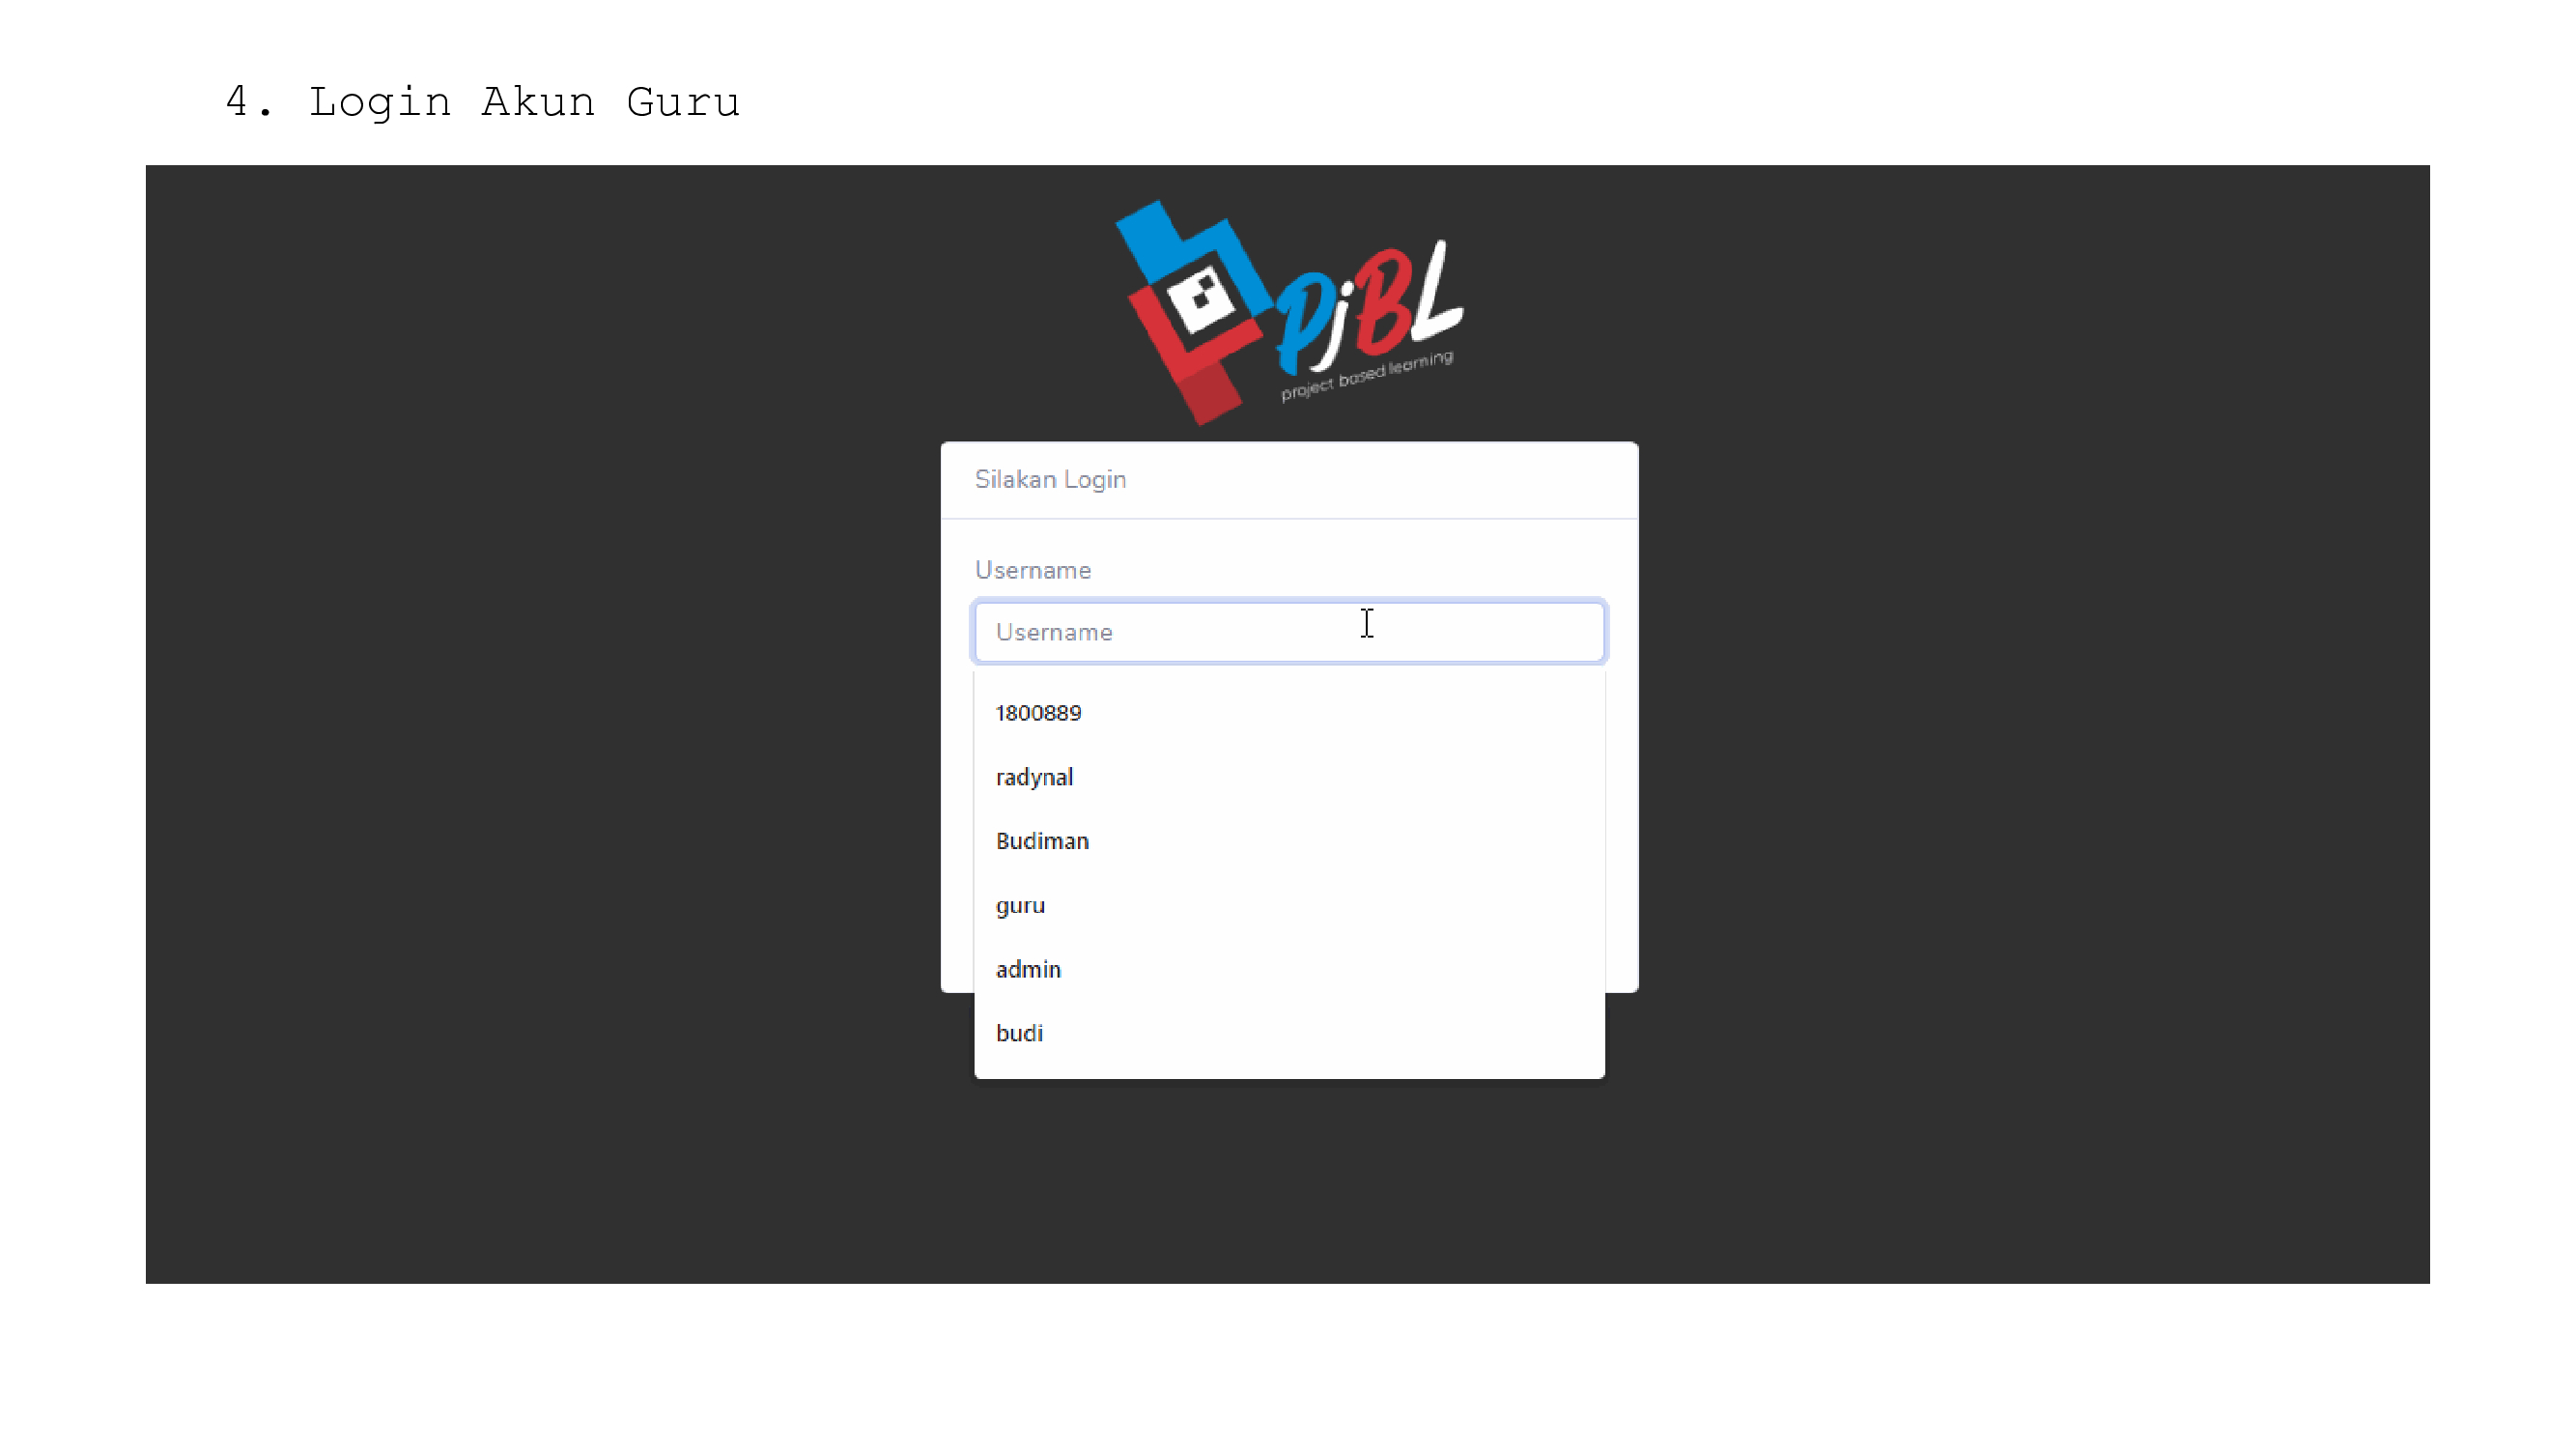 4. Login Akun Guru
PjBL
project based learning
Silakan Login
Username
Username
1800889
radynal
Budiman
guru
admin
budi